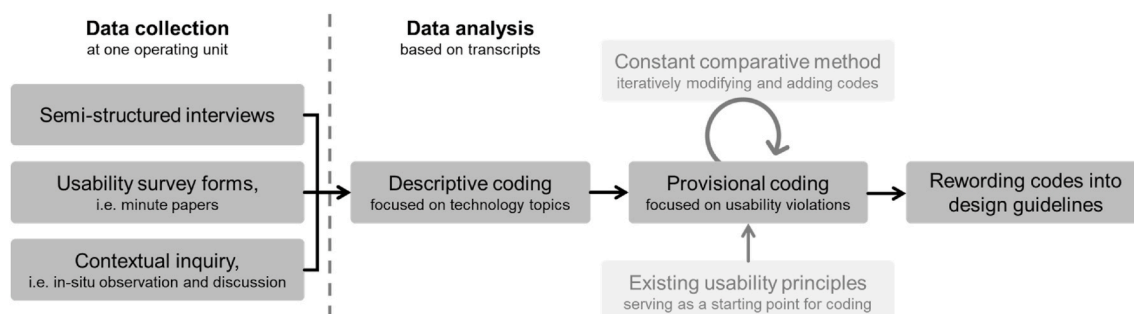 Data collection
at one operating unit
Data analysis
based on transcripts
Constant comparative method
iteratively modifying and adding codes
Semi-structured interviews
Usability survey forms,
i.e. minute papers
Contextual inquiry,
i.e. in-situ observation and discussion
Descriptive coding
focused on technology topics
Provisional coding
focused on usability violations
Rewording codes into
design guidelines
Existing usability principles
serving as a starting point for coding